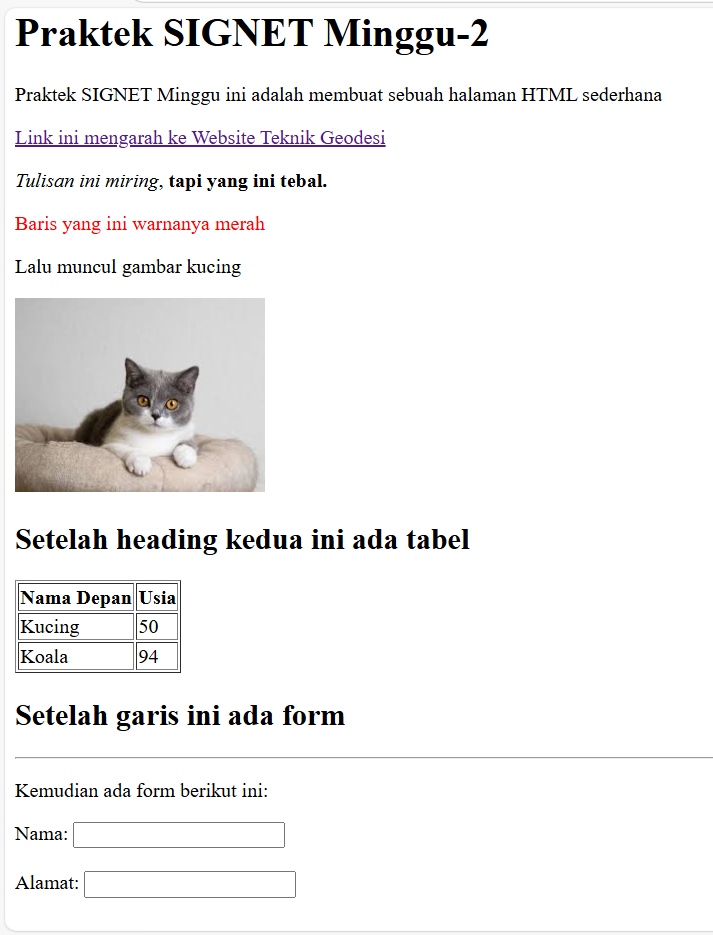 Praktek SIGNET Minggu-2
Praktek SIGNET Minggu ini adalah membuat sebuah halaman HTML sederhana
Link ini mengarah ke Website Teknik Geodesi
Tulisan ini miring, tapi yang ini tebal.
Baris yang ini warnanya merah
Lalu muncul gambar kucing
Setelah heading kedua ini ada tabel
Nama Depan Usia
Kucing 50
Koala 94
Setelah garis ini ada form
Kemudian ada form berikut ini:
Nama:
Alamat: